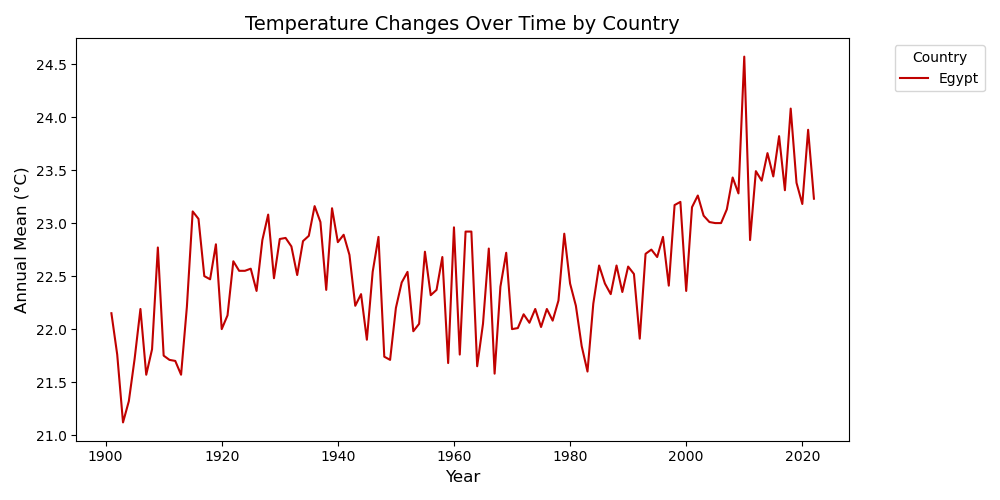 Temperature Changes Over Time by Country
Country
Egypt
Annual Mean (°C)
24.5
24.0
23.5
23.0
22.5
22.0
21.5
21.0
1900 1920 1940 1960 1980 2000 2020
Year